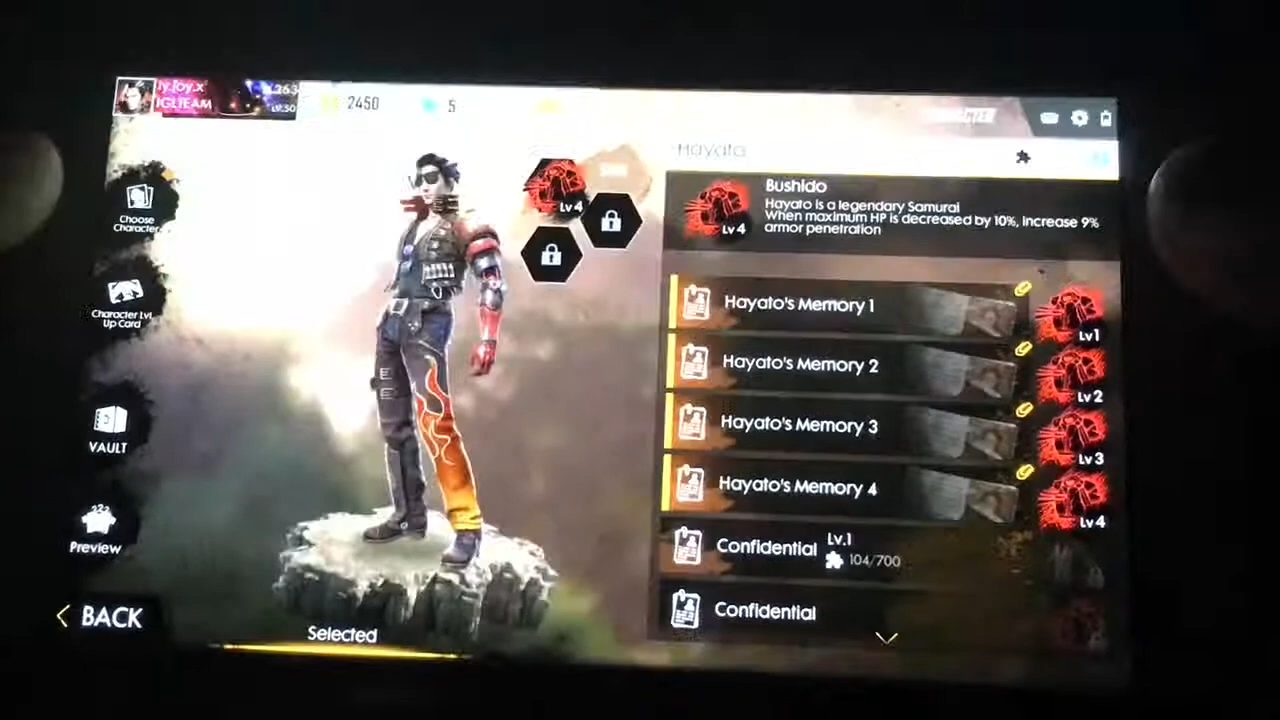 IGLTEAM
LV.50
2450
5
Hayato
Choose
Character
Lv 4
Bushido
Hayato is a legendary Samurai
When maximum HP is decreased by 10%, increase 9%
armor penetration
Lv 4
Character Lvl
Up Card
VAULT
Preview
BACK
Selected
Hayato's Memory 1
Lv1
Hayato's Memory 2
Lv 2
Hayato's Memory 3
Lv 3
Hayato's Memory 4
Lv 4
Confidential
Lv.1
104/700
Confidential